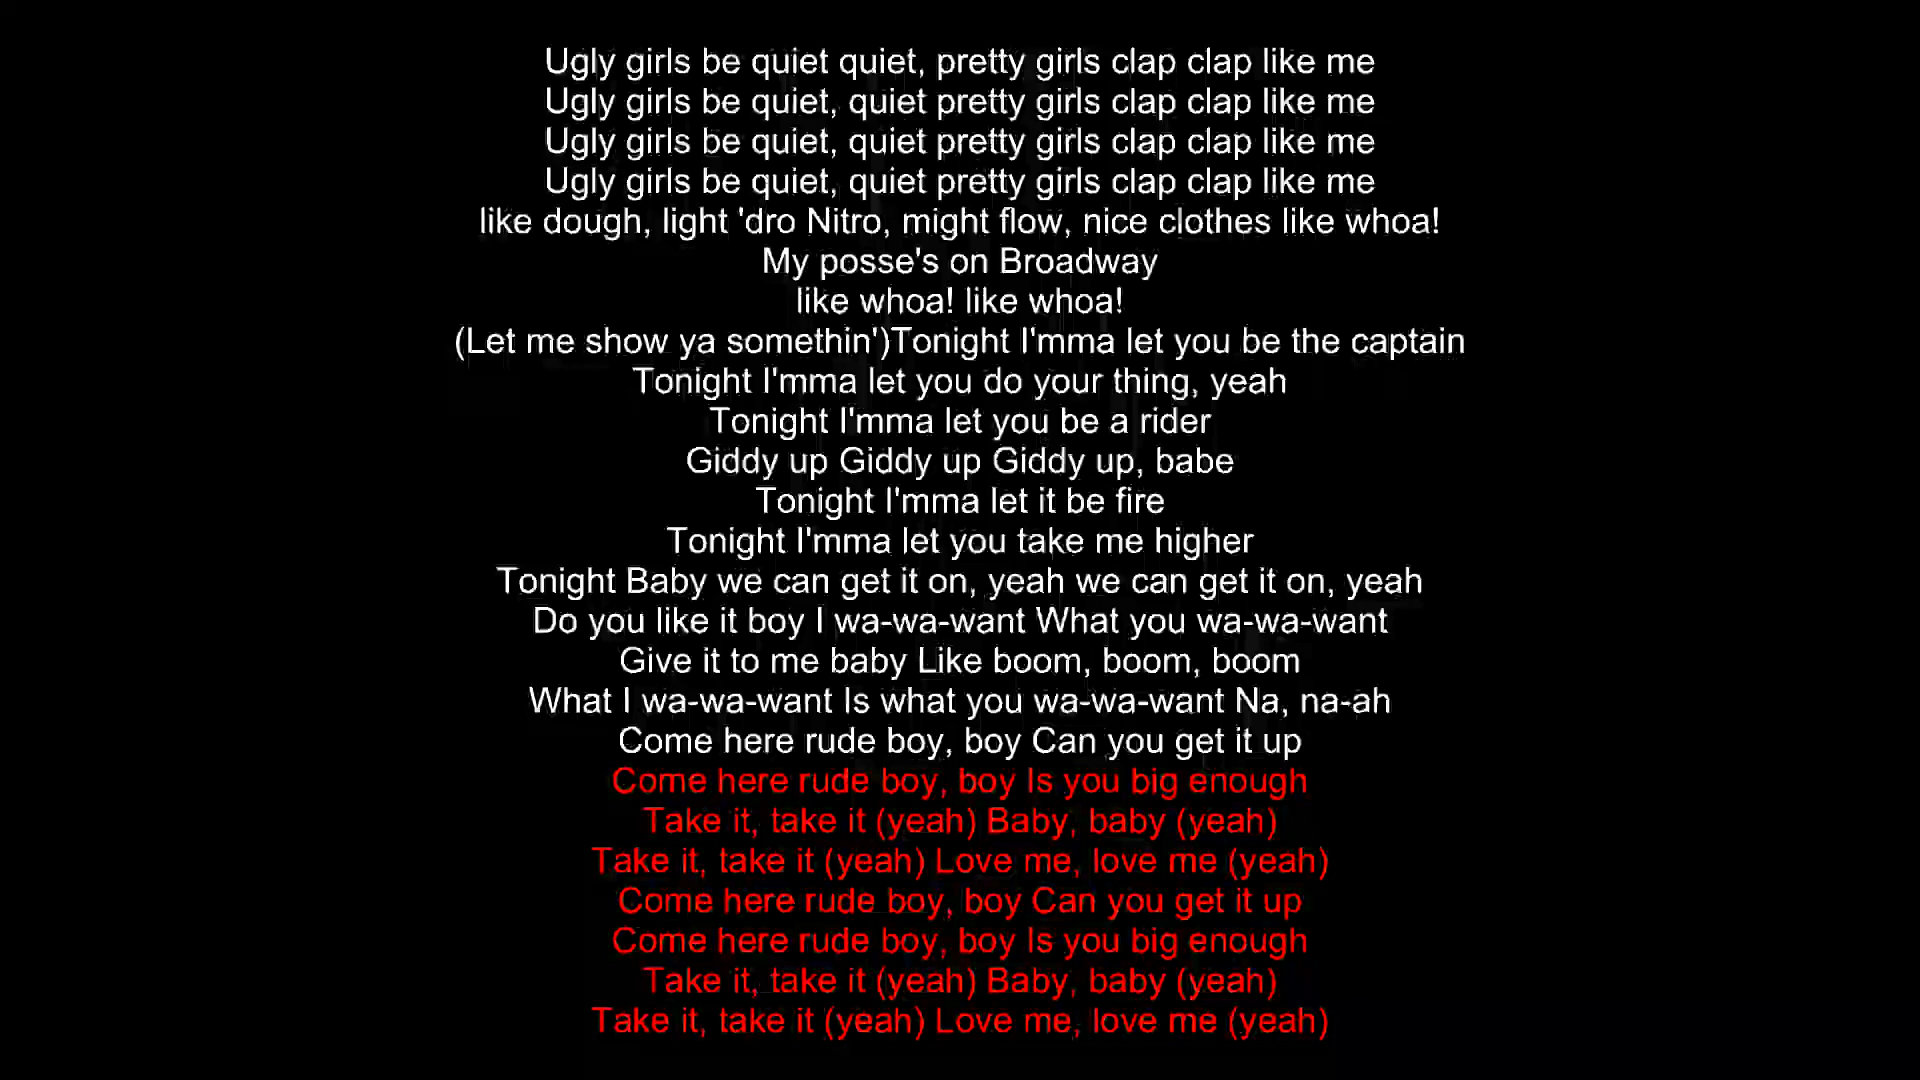 Ugly girls be quiet quiet, pretty girls clap clap like me
Ugly girls be quiet, quiet pretty girls clap clap like me
Ugly girls be quiet, quiet pretty girls clap clap like me
Ugly girls be quiet, quiet pretty girls clap clap like me
like dough, light 'dro Nitro, might flow, nice clothes like whoa!
My posse's on Broadway
like whoa! like whoa!
(Let me show ya somethin')Tonight I'mma let you be the captain
Tonight I'mma let you do your thing, yeah
Tonight I'mma let you be a rider
Giddy up Giddy up Giddy up, babe
Tonight I'mma let it be fire
Tonight I'mma let you take me higher
Tonight Baby we can get it on, yeah we can get it on, yeah
Do you like it boy I wa-wa-want What you wa-wa-want
Give it to me baby Like boom, boom, boom
What I wa-wa-want Is what you wa-wa-want Na, na-ah
Come here rude boy, boy Can you get it up
Come here rude boy, boy Is you big enough
Take it, take it (yeah) Baby, baby (yeah)
Take it, take it (yeah) Love me, love me (yeah)
Come here rude boy, boy Can you get it up
Come here rude boy, boy Is you big enough
Take it, take it (yeah) Baby, baby (yeah)
Take it, take it (yeah) Love me, love me (yeah)